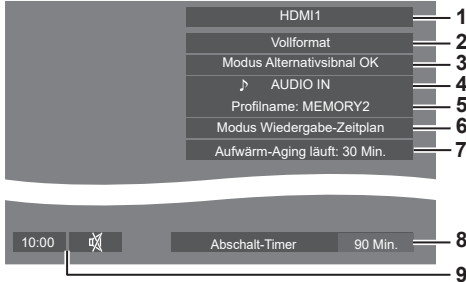 HDMI1 1
Vollformat 2
Modus Alternativsibnal OK 3
♪ AUDIO IN 4
Profilname: MEMORY2 5
Modus Wiedergabe-Zeitplan 6
Aufwärm-Aging läuft: 30 Min. 7
10:00 Abschalt-Timer 90 Min. 8
9